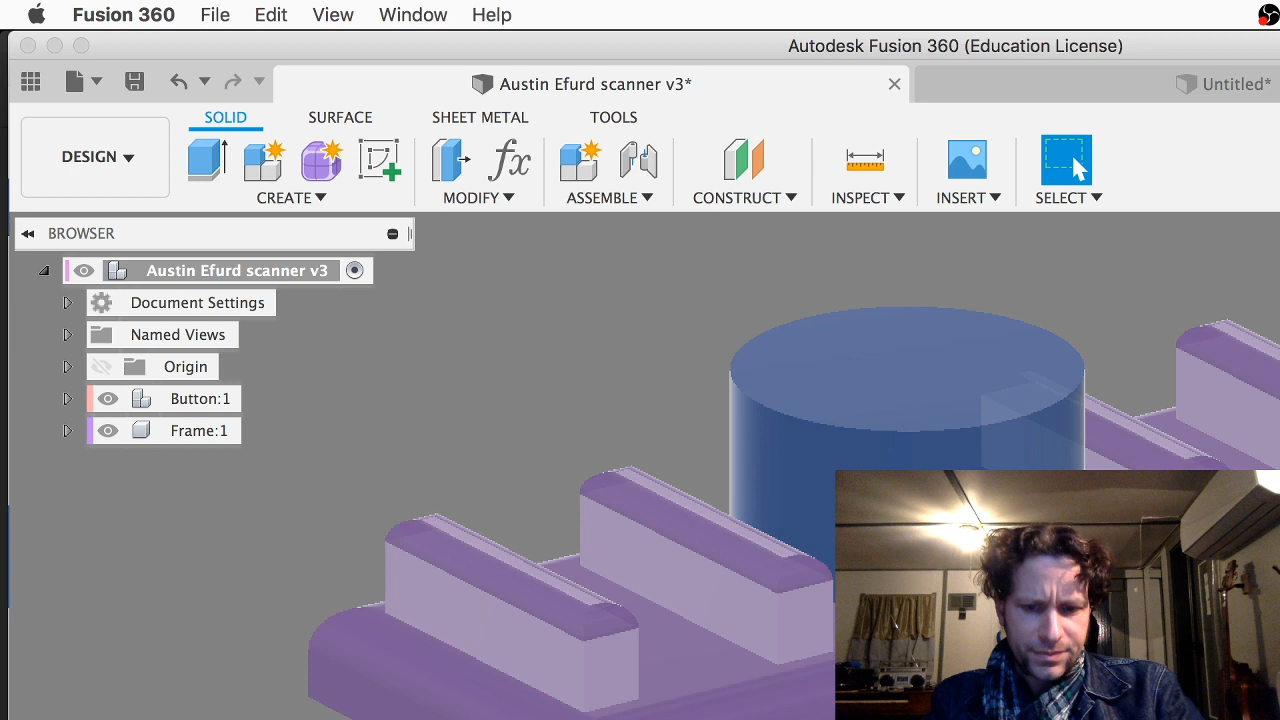 Fusion 360 File Edit View Window Help
Autodesk Fusion 360 (Education License)
Austin Efurd scanner v3* Untitled*
SOLID SURFACE SHEET METAL TOOLS
DESIGN
fx
CREATE MODIFY ASSEMBLE CONSTRUCT INSPECT INSERT SELECT
BROWSER
Austin Efurd scanner v3
Document Settings
Named Views
Origin
Button:1
Frame:1